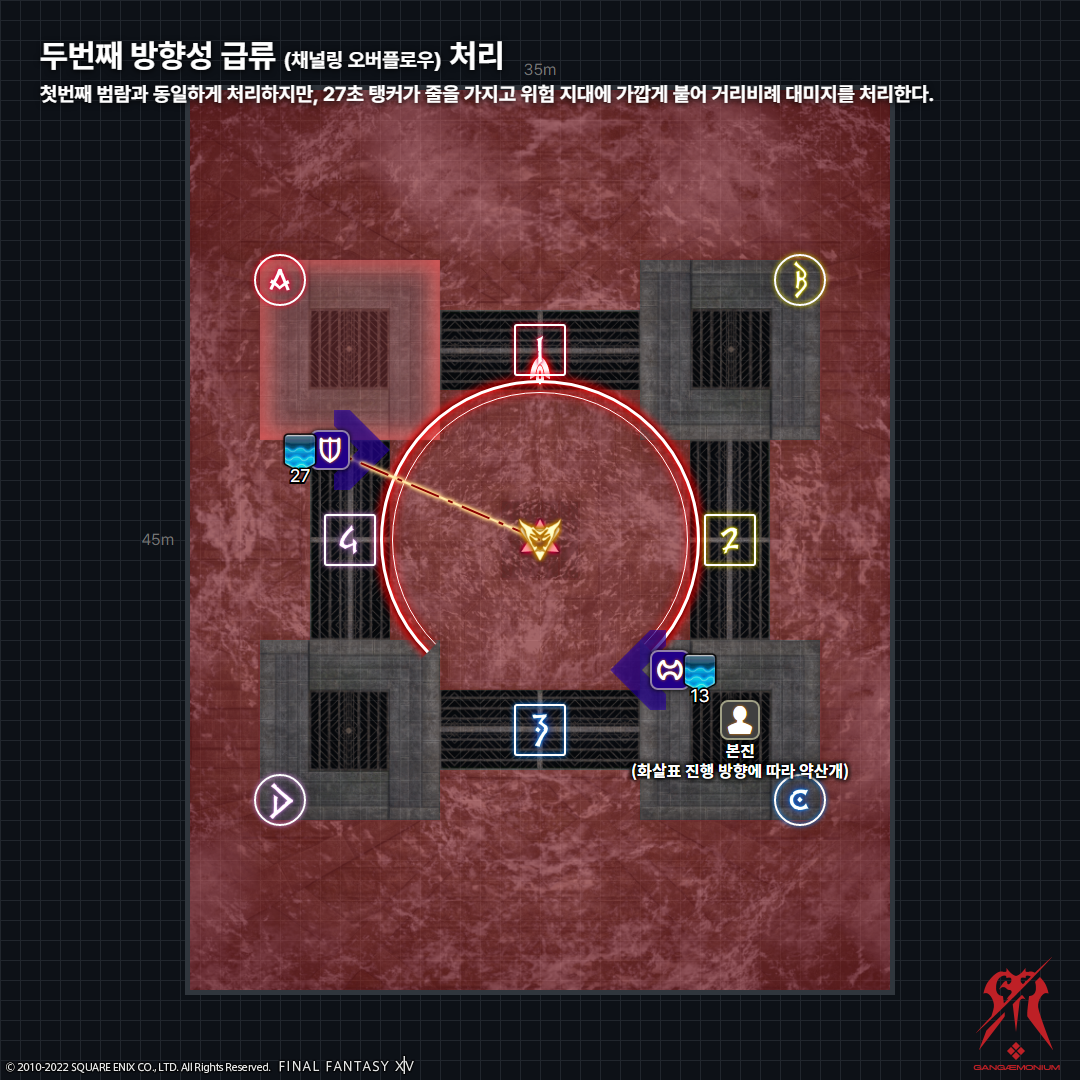 두번째 방향성 급류 (채널링 오버플로우) 처리
35m
첫번째 범람과 동일하게 처리하지만, 27초 탱커가 줄을 가지고 위험 지대에 가깝게 붙어 거리비례 대미지를 처리한다.
A
B
1
27
45m
4
2
13
3
본진
(화살표 진행 방향에 따라 약산개)
D
C
© 2010-2022 SQUARE ENIX CO., LTD. All Rights Reserved. FINAL FANTASY XIV
GANGÆMONIUM